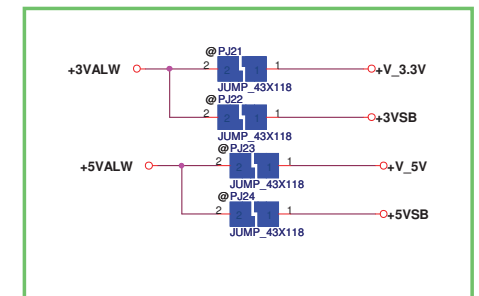 @PJ21
+3VALW 2 2 1 1 +V_3.3V
JUMP_43X118
@PJ22
2 2 1 1 +3VSB
JUMP_43X118
@PJ23
+5VALW 2 2 1 1 +V_5V
JUMP_43X118
@PJ24
2 2 1 1 +5VSB
JUMP_43X118